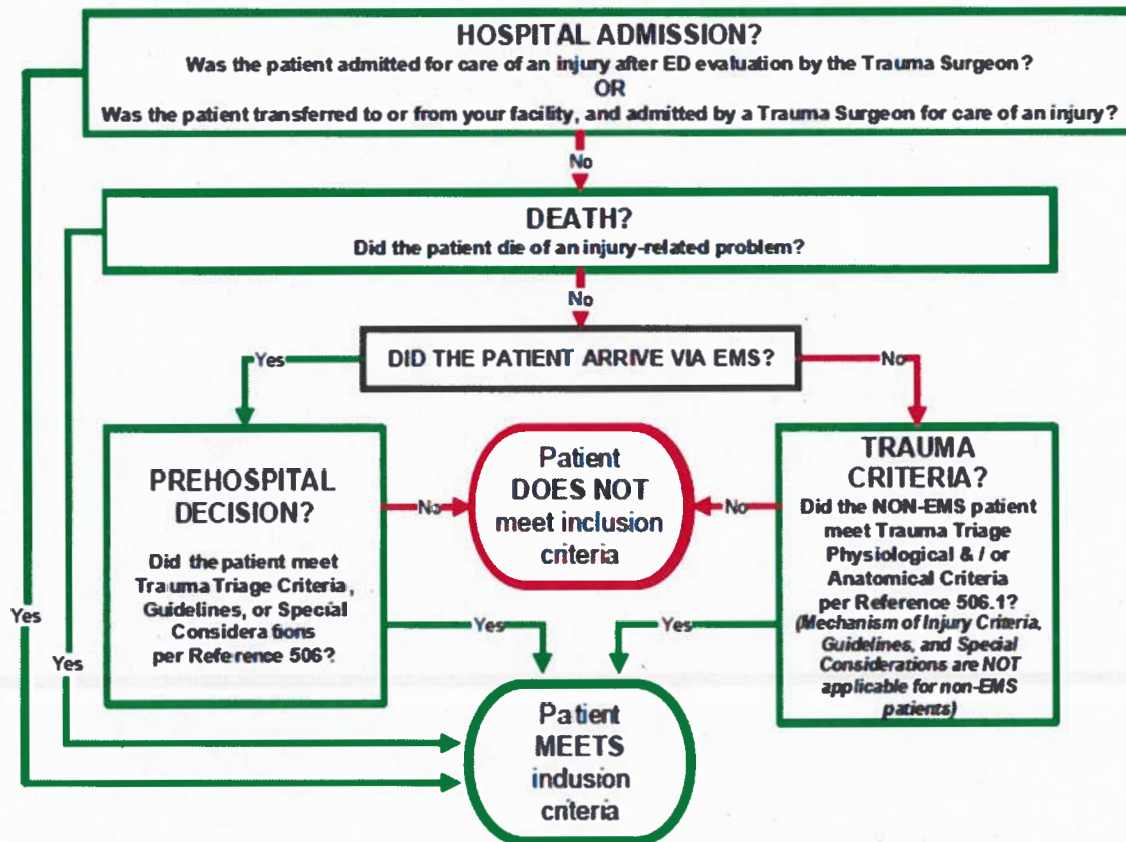 HOSPITAL ADMISSION?
Was the patient admitted for care of an injury after ED evaluation by the Trauma Surgeon?
OR
Was the patient transferred to or from your facility, and admitted by a Trauma Surgeon for care of an injury?
No
DEATH?
Did the patient die of an injury-related problem?
No
Yes
DID THE PATIENT ARRIVE VIA EMS?
No
PREHOSPITAL
DECISION?
Did the patient meet
Trauma Triage Criteria,
Guidelines, or Special
Considerations
per Reference 506?
No
Patient
DOES NOT
meet inclusion
criteria
No
TRAUMA
CRITERIA?
Did the NON-EMS patient
meet Trauma Triage
Physiological & / or
Anatomical Criteria
per Reference 506.1?
(Mechanism of Injury Criteria,
Guidelines, and Special
Considerations are NOT
applicable for non-EMS
patients)
Yes
Yes
Yes
Yes
Patient
MEETS
inclusion
criteria